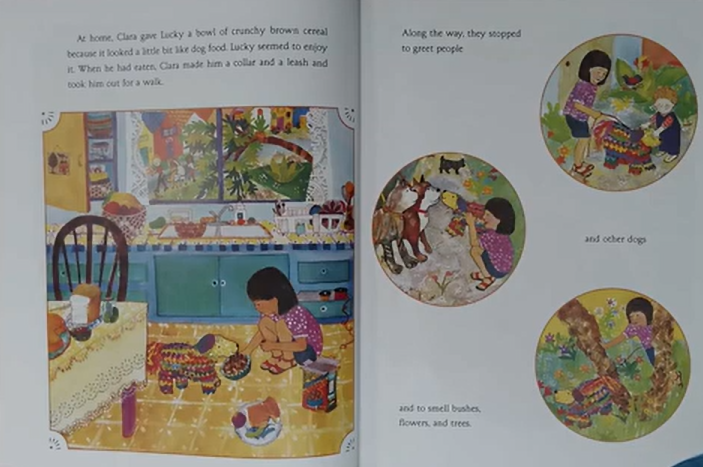 At home, Clara gave Lucky a bowl of crunchy brown cereal
because it looked a little bit like dog food. Lucky seemed to enjoy
it. When he had eaten, Clara made him a collar and a leash and
took him out for a walk.
Along the way, they stopped
to greet people
and other dogs
and to smell bushes,
flowers, and trees.